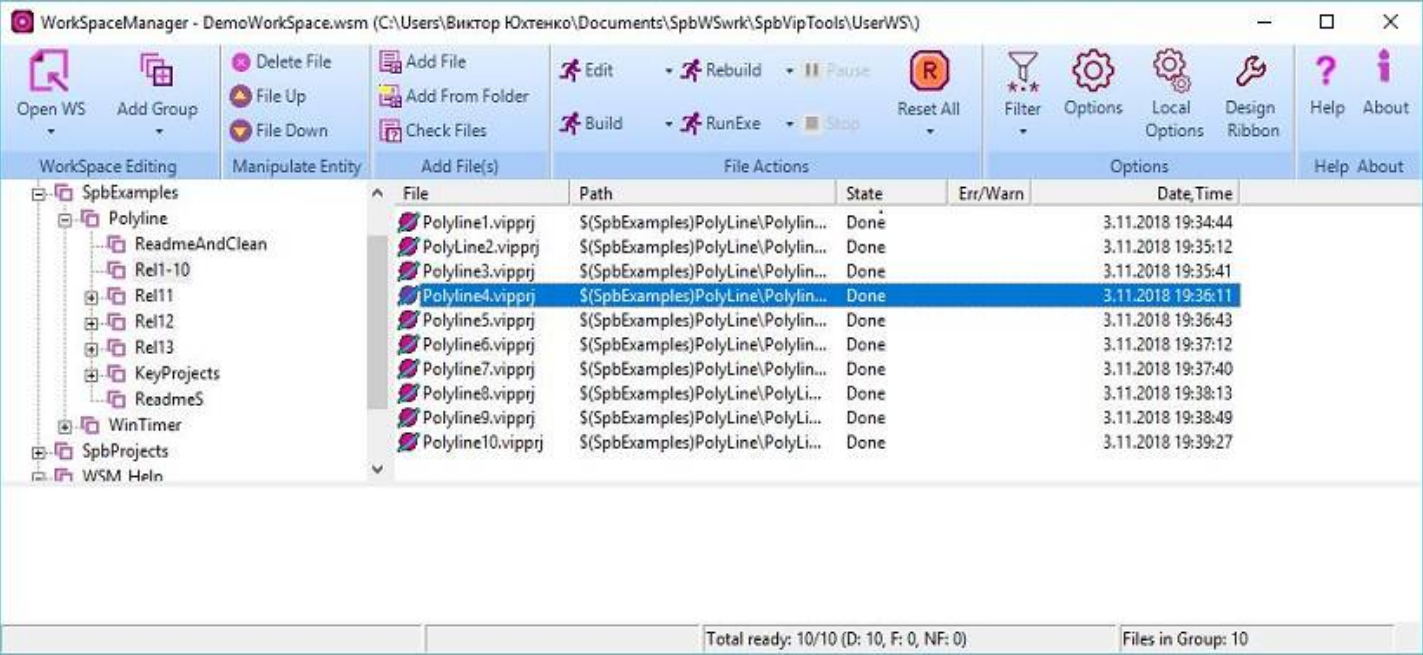 WorkSpaceManager - DemoWorkSpace.wsm (C:\Users\Виктор Юхтенко\Documents\SpbWSwrk\SpbVipTools\UserWS\)
Open WS
Add Group
WorkSpace Editing
Delete File
File Up
File Down
Manipulate Entity
Add File
Add From Folder
Check Files
Add File(s)
Edit
Rebuild
Pause
Build
RunExe
Stop
Reset All
File Actions
Filter
Options
Local Options
Design Ribbon
Options
Help
About
Help About
SpbExamples
Polyline
ReadmeAndClean
Rel1-10
Rel11
Rel12
Rel13
KeyProjects
ReadmeS
WinTimer
SpbProjects
WSM_Help
File Path State Err/Warn Date,Time
Polyline1.vipprj $(SpbExamples)PolyLine\Polylin... Done 3.11.2018 19:34:44
PolyLine2.vipprj $(SpbExamples)PolyLine\Polylin... Done 3.11.2018 19:35:12
Polyline3.vipprj $(SpbExamples)PolyLine\Polylin... Done 3.11.2018 19:35:41
Polyline4.vipprj $(SpbExamples)PolyLine\Polylin... Done 3.11.2018 19:36:11
Polyline5.vipprj $(SpbExamples)PolyLine\Polylin... Done 3.11.2018 19:36:43
Polyline6.vipprj $(SpbExamples)PolyLine\Polylin... Done 3.11.2018 19:37:12
Polyline7.vipprj $(SpbExamples)PolyLine\Polylin... Done 3.11.2018 19:37:40
Polyline8.vipprj $(SpbExamples)PolyLine\PolyLi... Done 3.11.2018 19:38:13
Polyline9.vipprj $(SpbExamples)PolyLine\PolyLi... Done 3.11.2018 19:38:49
Polyline10.vipprj $(SpbExamples)PolyLine\PolyLi... Done 3.11.2018 19:39:27
Total ready: 10/10 (D: 10, F: 0, NF: 0)
Files in Group: 10